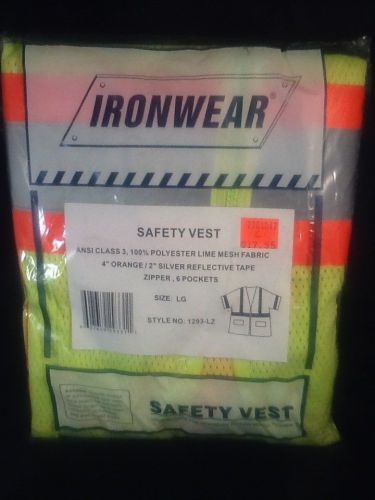 IRONWEAR®
SAFETY VEST
ANSI CLASS 3, 100% POLYESTER LIME MESH FABRIC
4" ORANGE / 2" SILVER REFLECTIVE TAPE
ZIPPER, 6 POCKETS
SIZE: LG
STYLE NO: 1293-LZ
SAFETY VEST